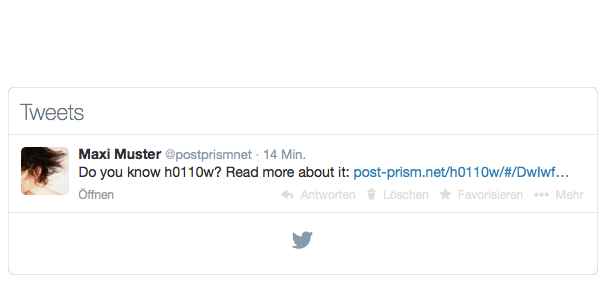 Tweets
Maxi Muster @postprismnet · 14 Min.
Do you know h0110w? Read more about it: post-prism.net/h0110w/#/DwIwf…
Öffnen Antworten Löschen Favorisieren Mehr